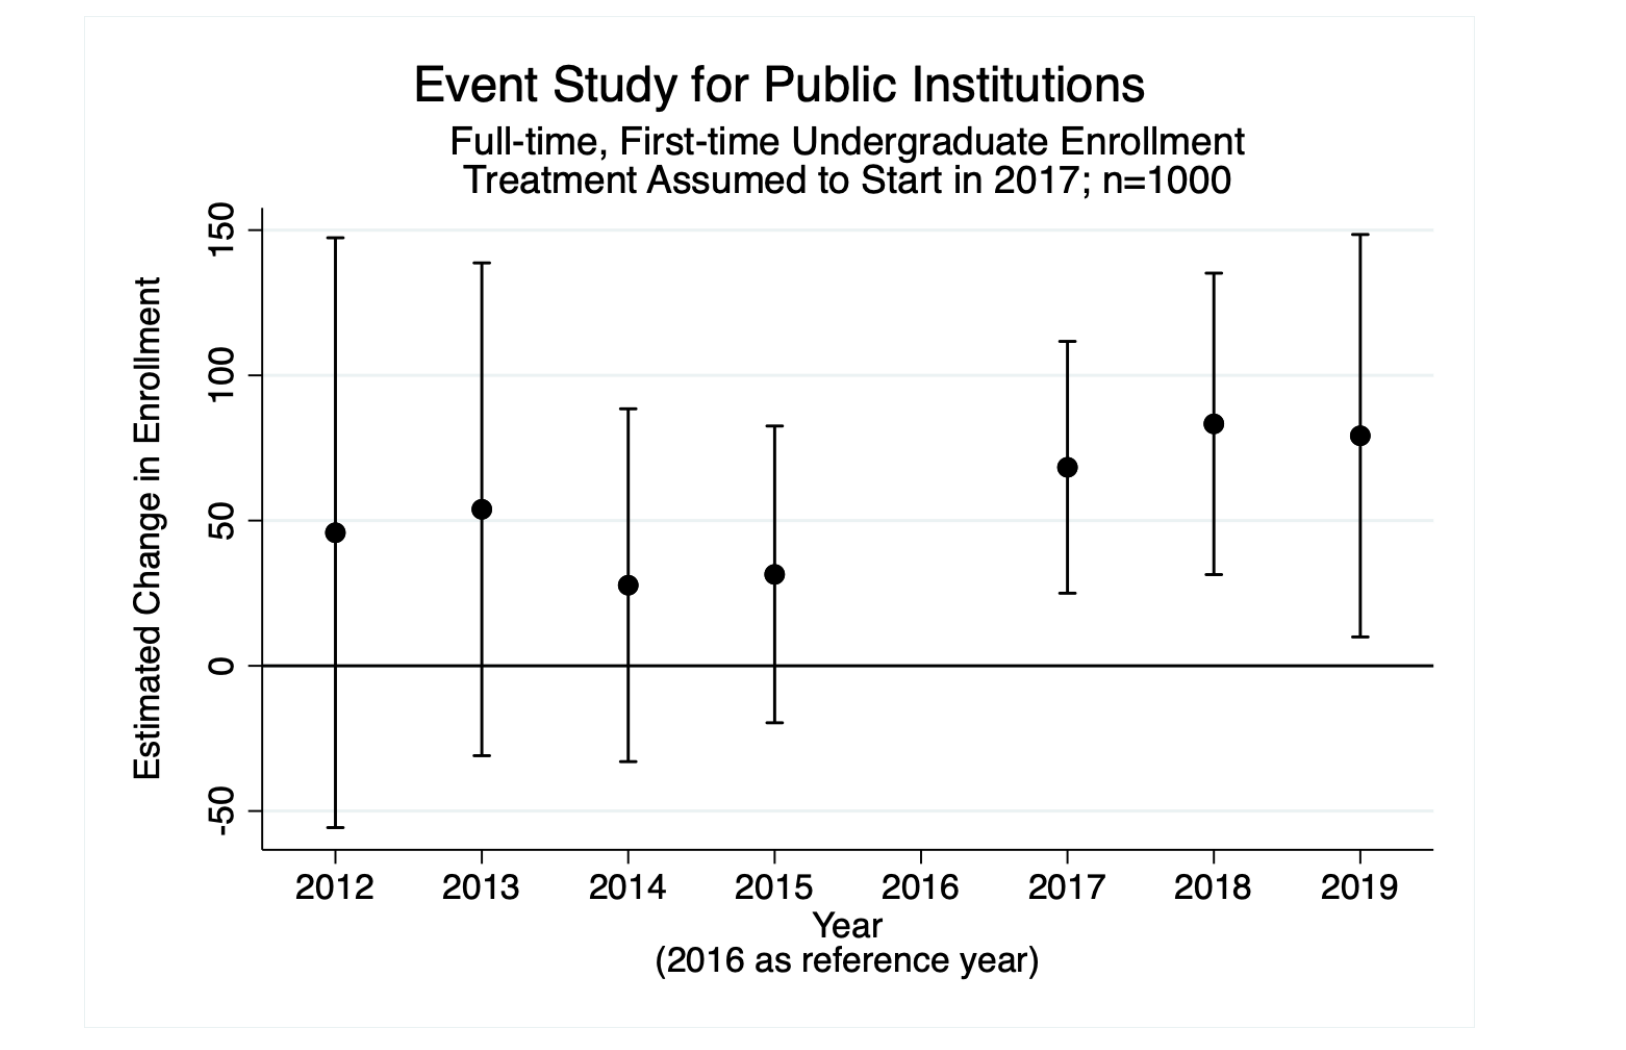 Event Study for Public Institutions
Full-time, First-time Undergraduate Enrollment
Treatment Assumed to Start in 2017; n=1000
Estimated Change in Enrollment
150
100
50
0
-50
2012 2013 2014 2015 2016 2017 2018 2019
Year
(2016 as reference year)